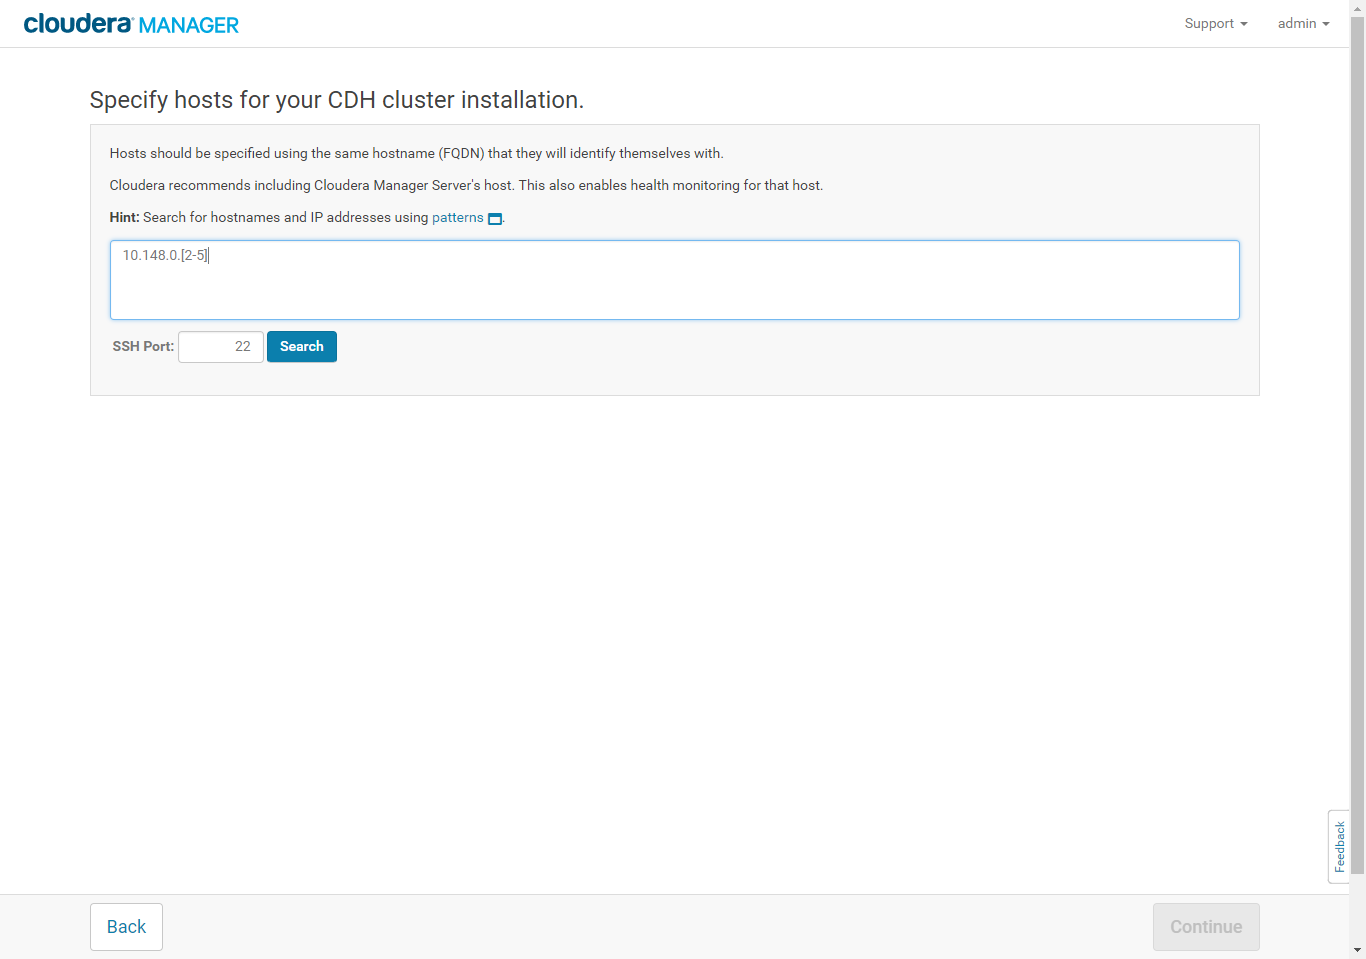 cloudera MANAGER
Support
admin
Specify hosts for your CDH cluster installation.
Hosts should be specified using the same hostname (FQDN) that they will identify themselves with.
Cloudera recommends including Cloudera Manager Server's host. This also enables health monitoring for that host.
Hint: Search for hostnames and IP addresses using patterns.
10.148.0.[2-5]
SSH Port: 22 Search
Feedback
Back
Continue